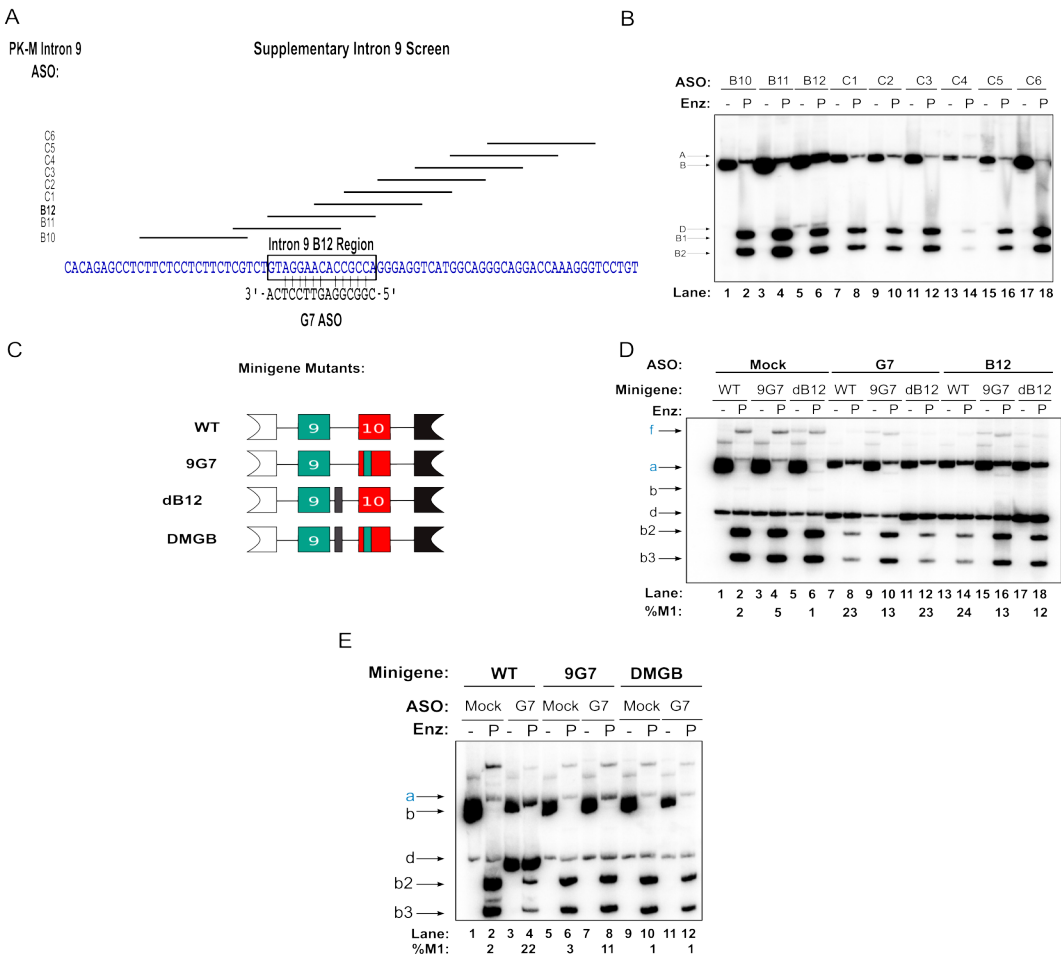 A
PK-M Intron 9
ASO:
Supplementary Intron 9 Screen
C6
C5
C4
C3
C2
C1
B12
B11
B10
Intron 9 B12 Region
CACAGAGCCTCTTCTCCTCTTCTCGTCTGTAGGAACACCGCCAGGGAGGTCATGGCAGGGCAGGACCAAAGGGTCCTGT
3'-ACTCCTTGAGGCGGC-5'
G7 ASO
B
ASO: B10 B11 B12 C1 C2 C3 C4 C5 C6
Enz: - P - P - P - P - P - P - P - P - P
A
B
D
B1
B2
Lane: 1 2 3 4 5 6 7 8 9 10 11 12 13 14 15 16 17 18
C
Minigene Mutants:
WT 9 10
9G7 9
dB12 9 10
DMGB 9
D
ASO: Mock G7 B12
Minigene: WT 9G7 dB12 WT 9G7 dB12 WT 9G7 dB12
Enz: - P - P - P - P - P - P - P - P - P
f
a
b
d
b2
b3
Lane: 1 2 3 4 5 6 7 8 9 10 11 12 13 14 15 16 17 18
%M1: 2 5 1 23 13 23 24 13 12
E
Minigene: WT 9G7 DMGB
ASO: Mock G7 Mock G7 Mock G7
Enz: - P - P - P - P - P - P
a
b
d
b2
b3
Lane: 1 2 3 4 5 6 7 8 9 10 11 12
%M1: 2 22 3 11 1 1